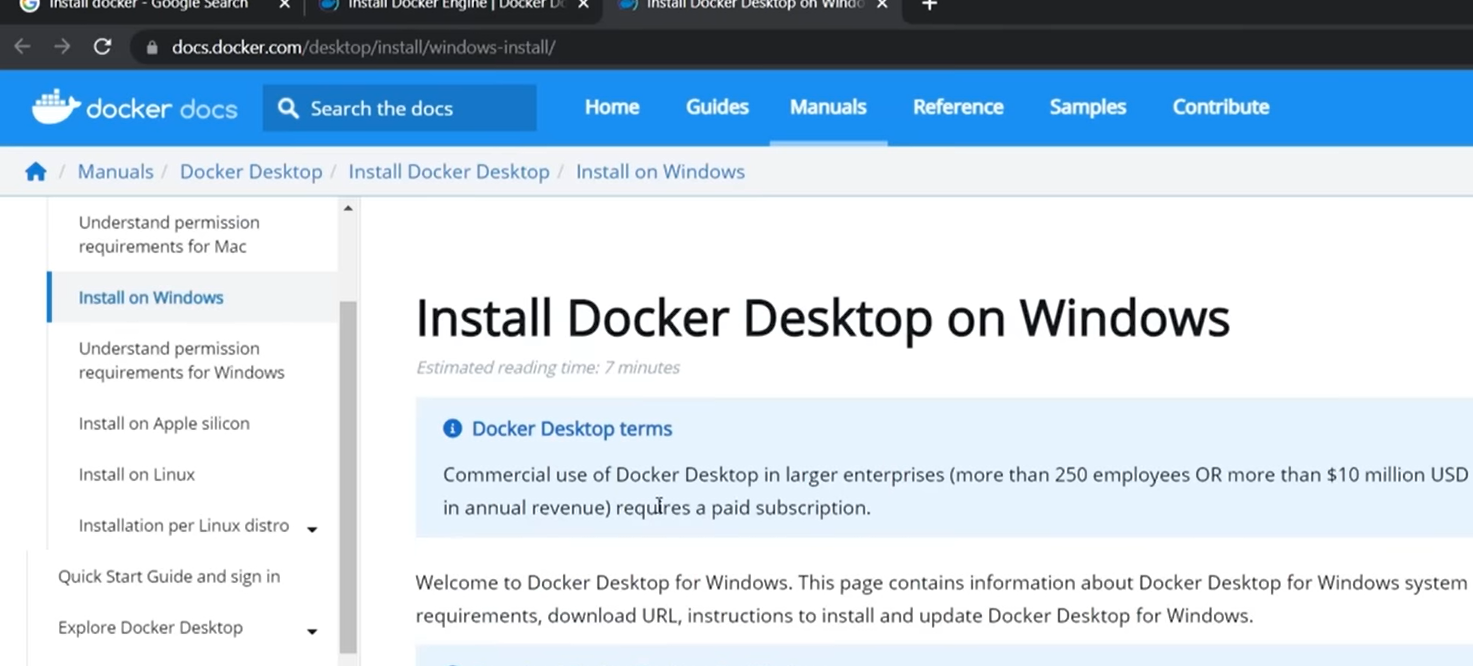 Install docker - Google Search
Install Docker Engine | Docker Do
Install Docker Desktop on Windo
docs.docker.com/desktop/install/windows-install/
docker docs
Search the docs
Home
Guides
Manuals
Reference
Samples
Contribute
/ Manuals / Docker Desktop / Install Docker Desktop / Install on Windows
Understand permission
requirements for Mac
Install on Windows
Understand permission
requirements for Windows
Install on Apple silicon
Install on Linux
Installation per Linux distro
Quick Start Guide and sign in
Explore Docker Desktop
Install Docker Desktop on Windows
Estimated reading time: 7 minutes
Docker Desktop terms
Commercial use of Docker Desktop in larger enterprises (more than 250 employees OR more than $10 million USD
in annual revenue) requires a paid subscription.
Welcome to Docker Desktop for Windows. This page contains information about Docker Desktop for Windows system
requirements, download URL, instructions to install and update Docker Desktop for Windows.